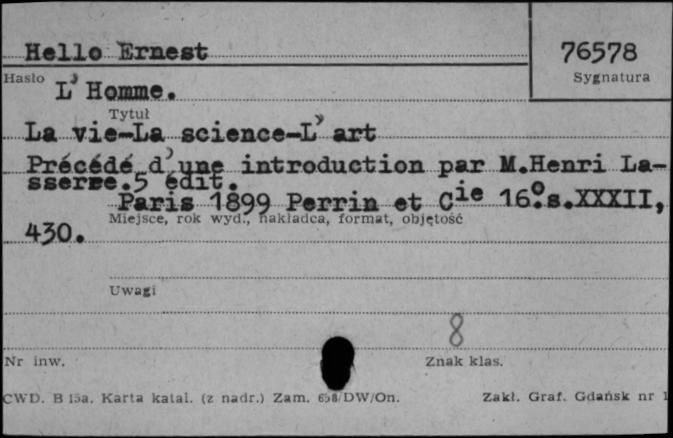 Hello Ernest
76578
Hasło
Sygnatura
L'Homme.
Tytuł
La vie-La science-L'art
Précédé d'une introduction par M.Henri La-
sserre.5 édit.
Paris 1899 Perrin et Cie 16o.s.XXXII,
Miejsce, rok wyd., nakładca, format, objętość
430.
Uwagi
8
Nr inw.
Znak klas.
CWD. B 15a. Karta katal. (z nadr.) Zam. 658/DW/On.
Zakł. Graf. Gdańsk nr 1